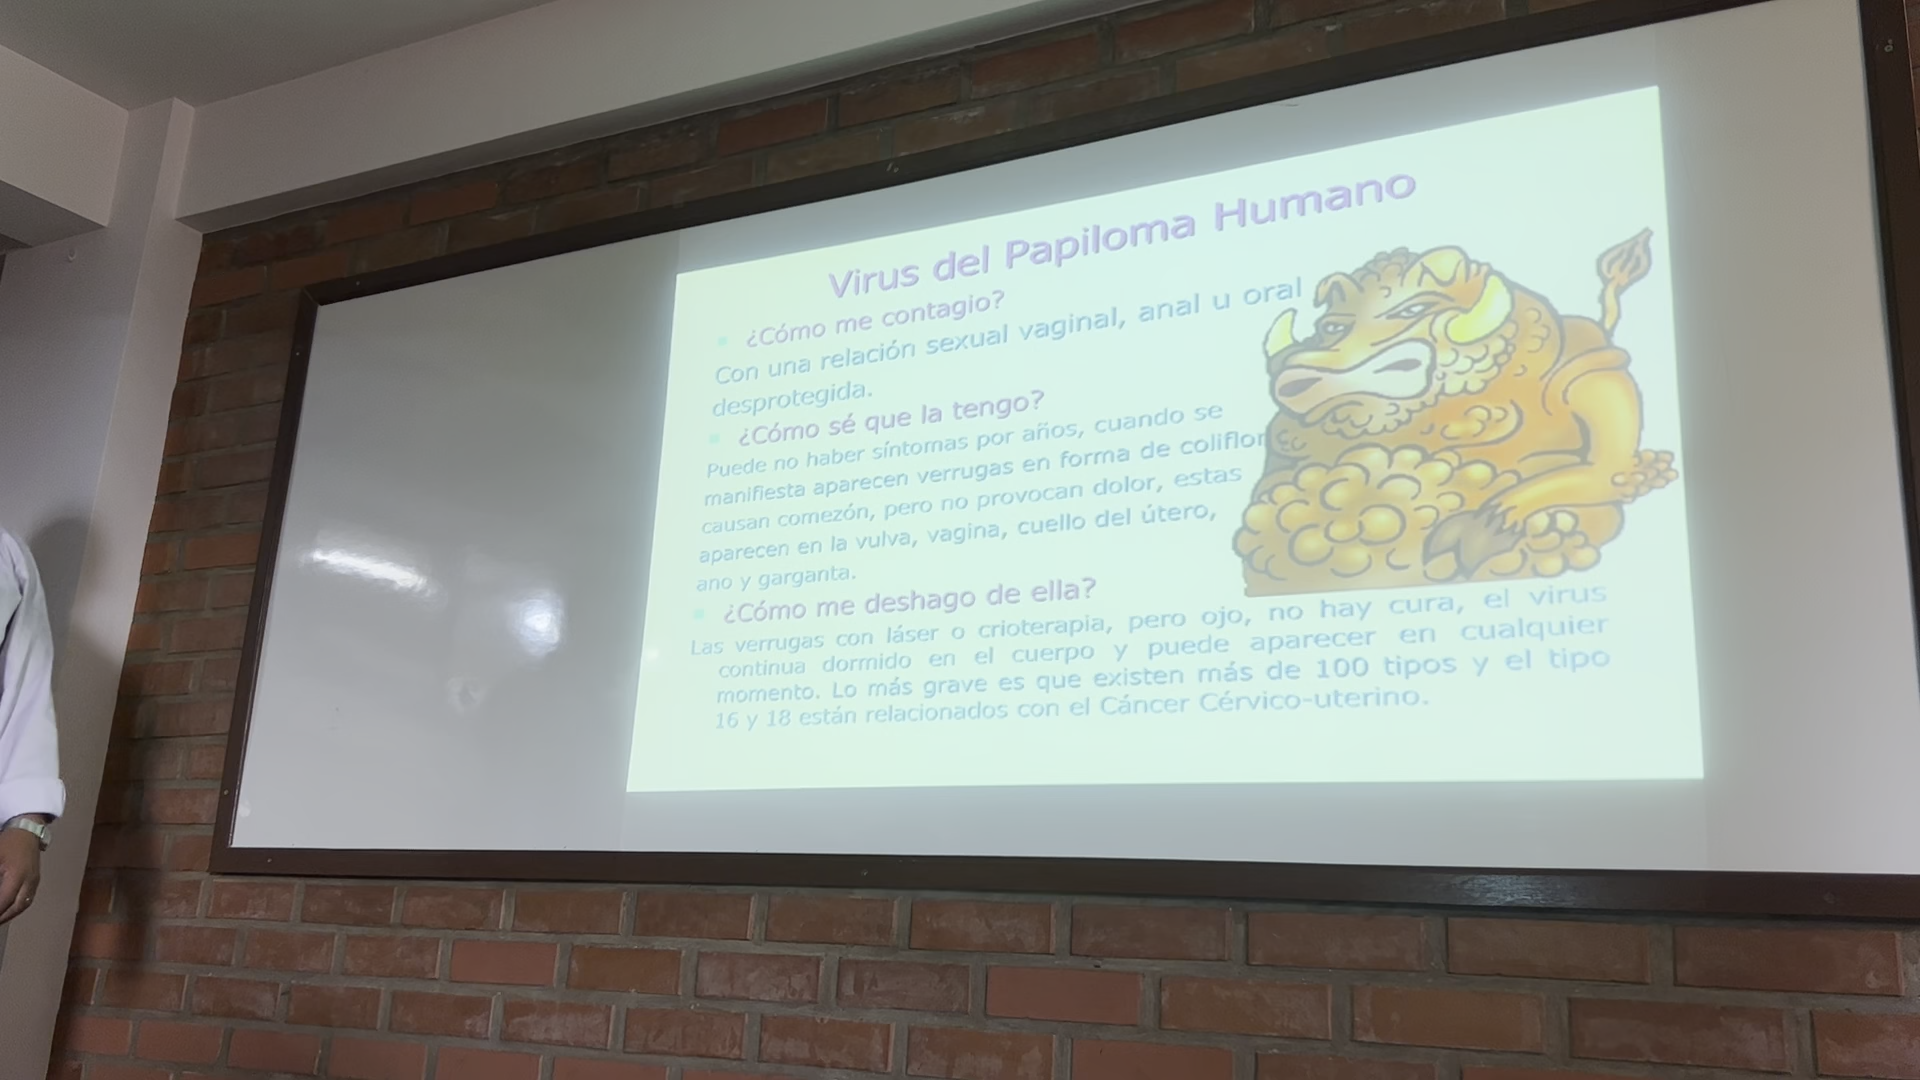 Virus del Papiloma Humano
¿Cómo me contagio?
Con una relación sexual vaginal, anal u oral
desprotegida.
¿Cómo sé que la tengo?
Puede no haber síntomas por años, cuando se
manifiesta aparecen verrugas en forma de coliflor
causan comezón, pero no provocan dolor, estas
aparecen en la vulva, vagina, cuello del útero,
ano y garganta.
¿Cómo me deshago de ella?
Las verrugas con láser o crioterapia, pero ojo, no hay cura, el virus
continua dormido en el cuerpo y puede aparecer en cualquier
momento. Lo más grave es que existen más de 100 tipos y el tipo
16 y 18 están relacionados con el Cáncer Cérvico-uterino.